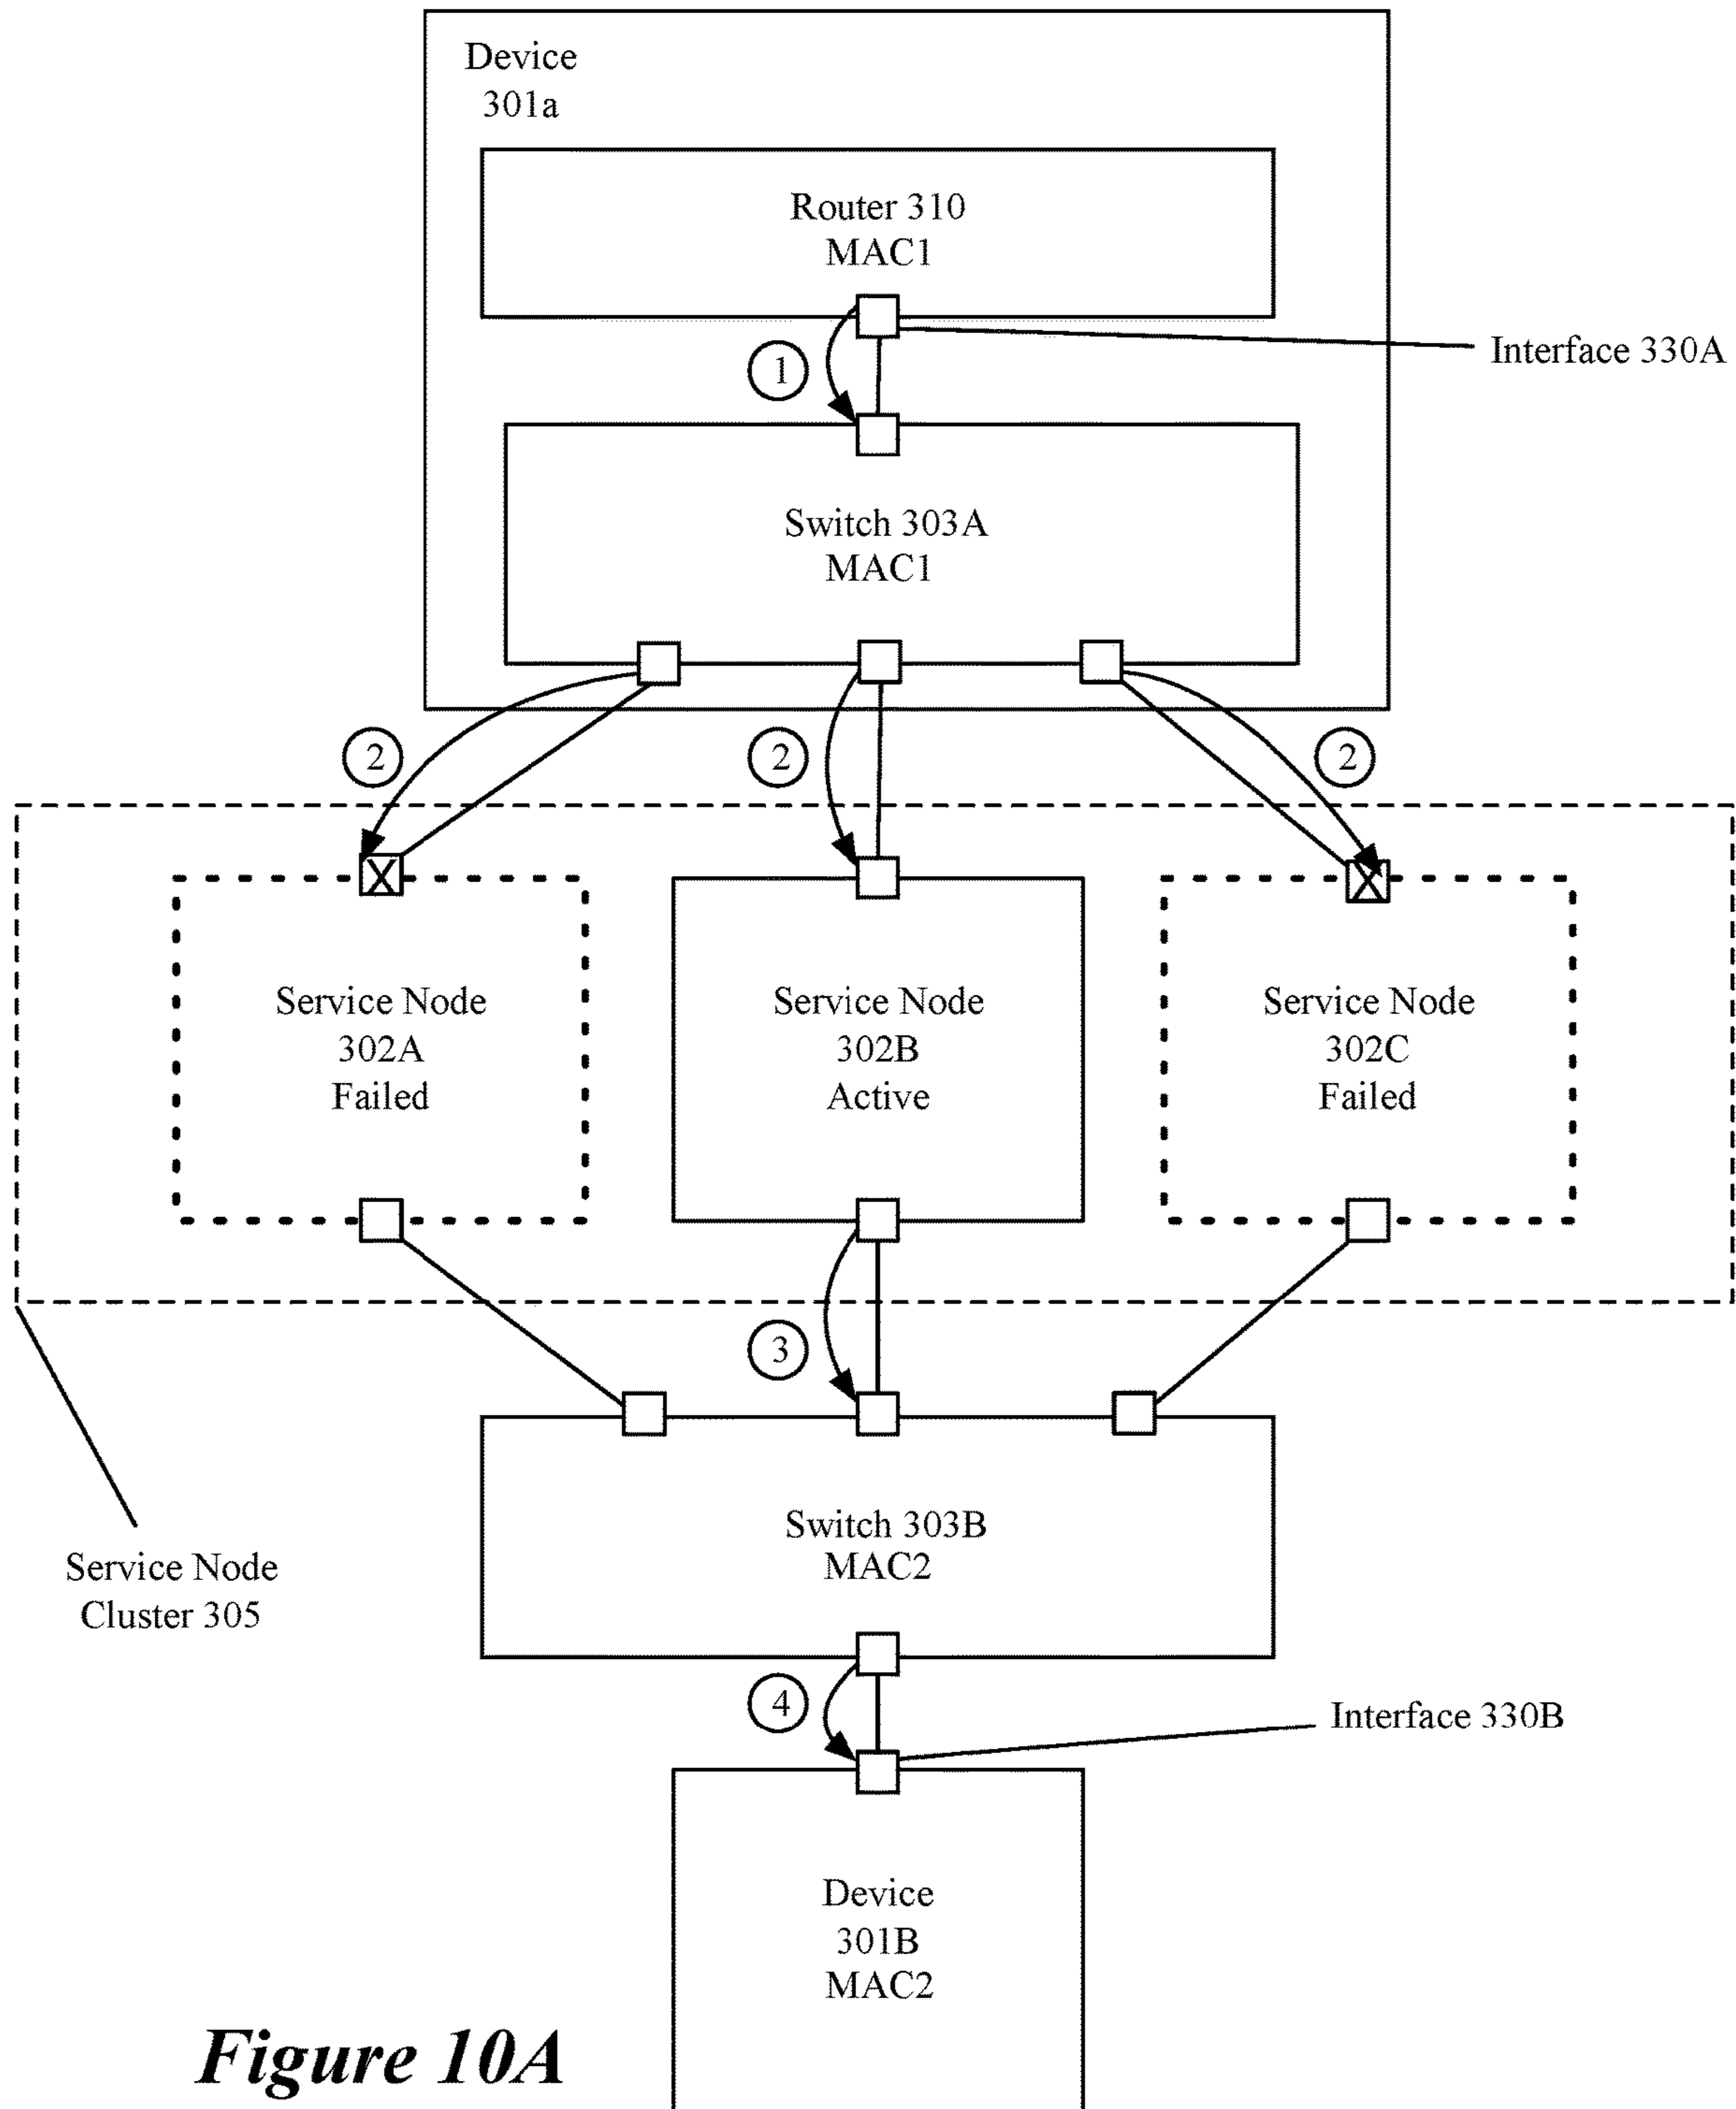 Device
301a
Router 310
MAC1
Interface 330A
1
Switch 303A
MAC1
2
2
2
X
X
Service Node
302A
Failed
Service Node
302B
Active
Service Node
302C
Failed
3
Switch 303B
MAC2
Service Node
Cluster 305
4
Interface 330B
Device
301B
MAC2
Figure 10A